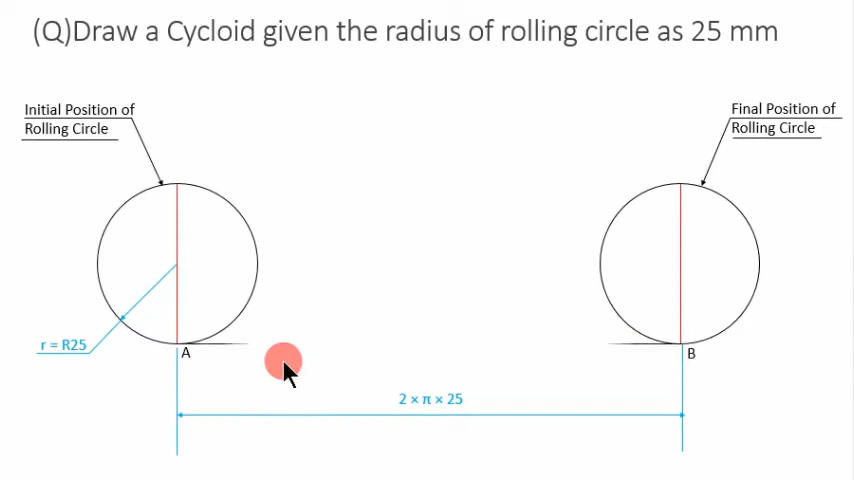 (Q)Draw a Cycloid given the radius of rolling circle as 25 mm
Initial Position of
Rolling Circle
Final Position of
Rolling Circle
r = R25
A
B
2 × π × 25